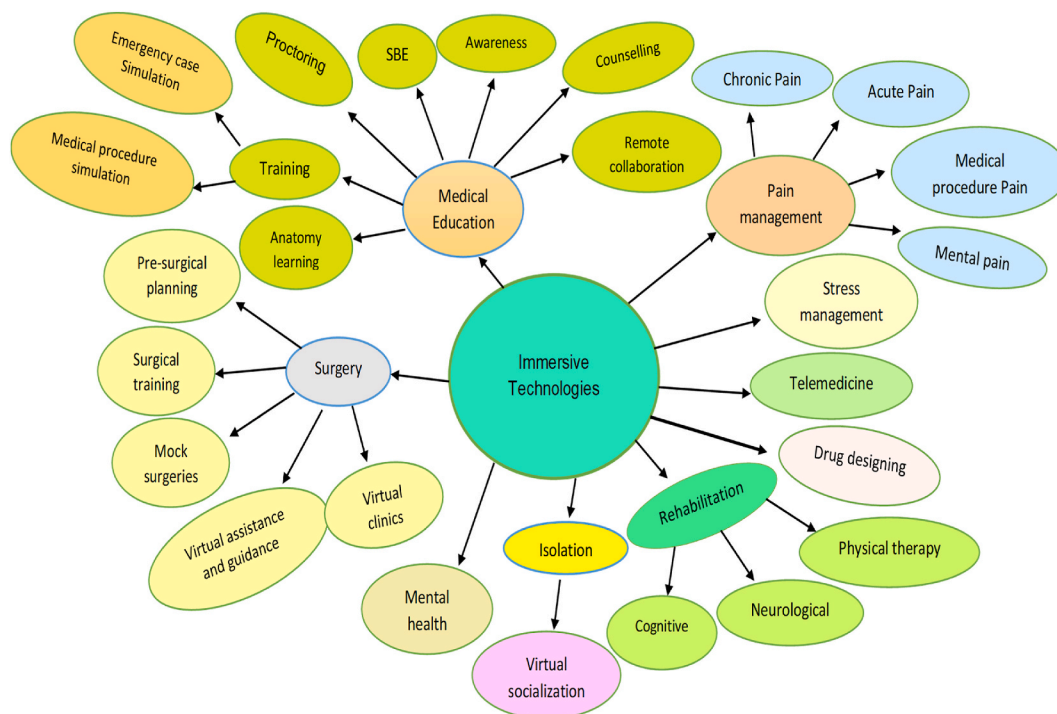 Emergency case
Simulation
Proctoring
SBE
Awareness
Counselling
Chronic Pain
Acute Pain
Medical procedure
simulation
Training
Medical
Education
Remote
collaboration
Pain
management
Medical
procedure Pain
Anatomy
learning
Mental pain
Pre-surgical
planning
Stress
management
Surgical
training
Surgery
Immersive
Technologies
Telemedicine
Mock
surgeries
Drug designing
Virtual assistance
and guidance
Virtual
clinics
Rehabilitation
Isolation
Physical therapy
Mental
health
Cognitive
Neurological
Virtual
socialization